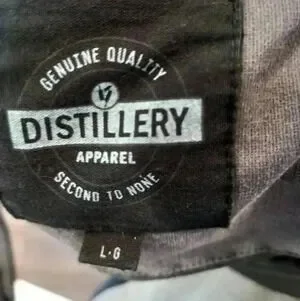 GENUINE QUALITY
DISTILLERY
APPAREL
SECOND TO NONE
L·G